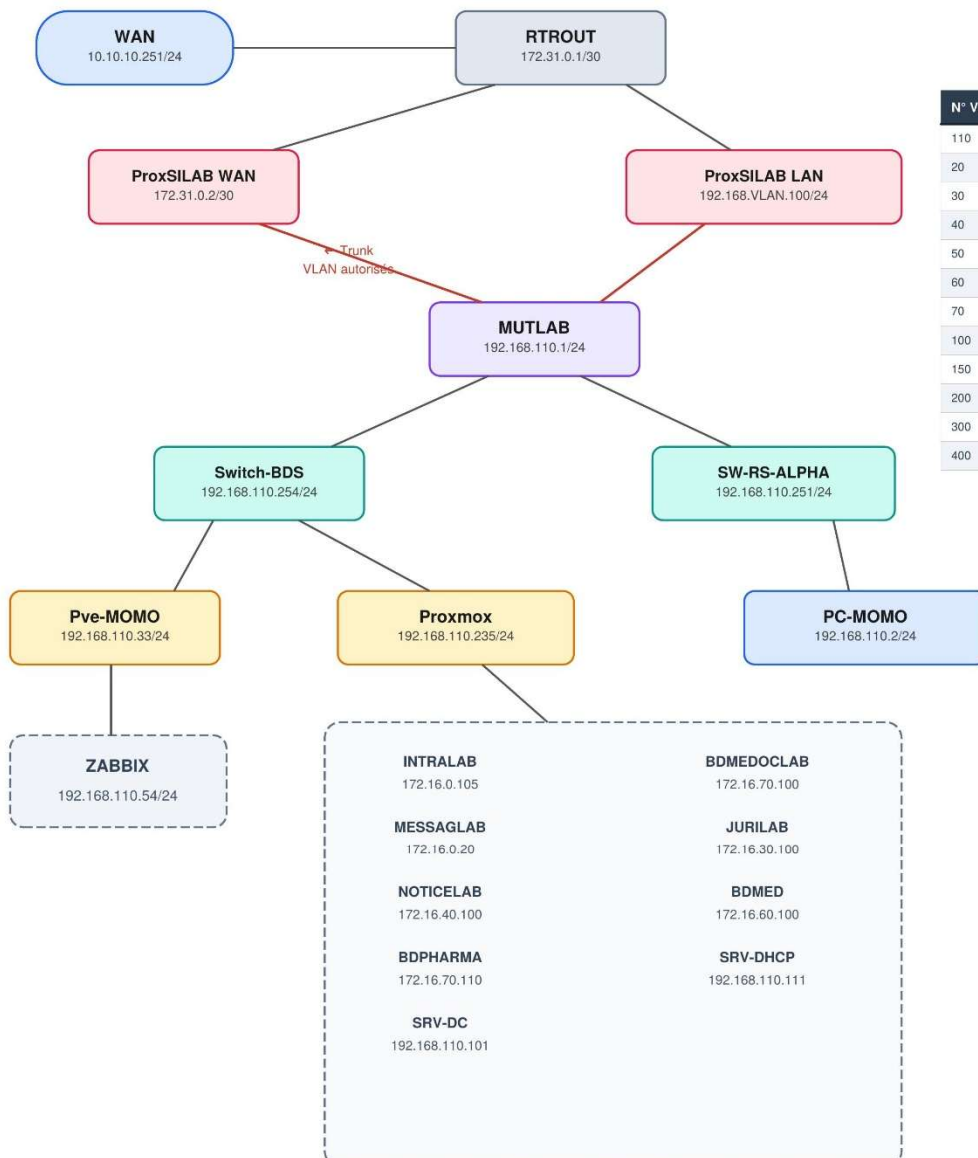 WAN
10.10.10.251/24
RTROUT
172.31.0.1/30
ProxSILAB WAN
172.31.0.2/30
ProxSILAB LAN
192.168.VLAN.100/24
← Trunk
VLAN autorisés
MUTLAB
192.168.110.1/24
Switch-BDS
192.168.110.254/24
SW-RS-ALPHA
192.168.110.251/24
Pve-MOMO
192.168.110.33/24
Proxmox
192.168.110.235/24
PC-MOMO
192.168.110.2/24
ZABBIX
192.168.110.54/24
INTRALAB
172.16.0.105
BDMEDOCLAB
172.16.70.100
MESSAGLAB
172.16.0.20
JURILAB
172.16.30.100
NOTICELAB
172.16.40.100
BDMED
172.16.60.100
BDPHARMA
172.16.70.110
SRV-DHCP
192.168.110.111
SRV-DC
192.168.110.101
N° V
110
20
30
40
50
60
70
100
150
200
300
400